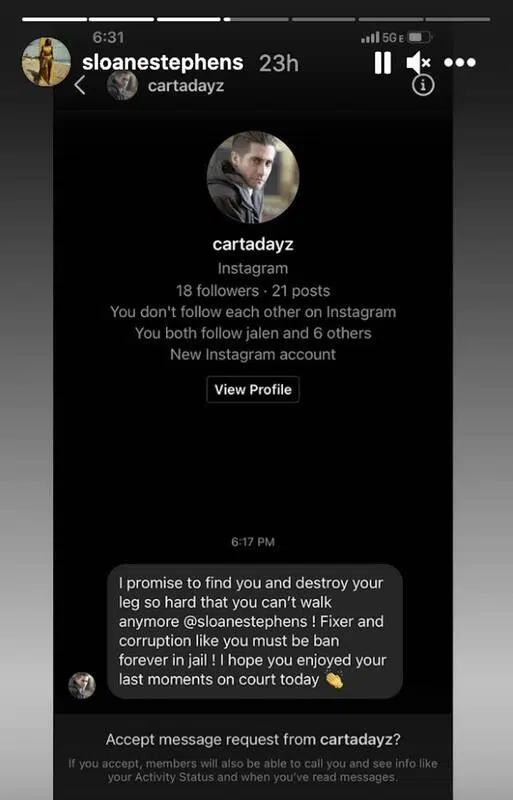 6:31
5G E
sloanestephens 23h
cartadayz
cartadayz
Instagram
18 followers · 21 posts
You don't follow each other on Instagram
You both follow jalen and 6 others
New Instagram account
View Profile
6:17 PM
I promise to find you and destroy your
leg so hard that you can't walk
anymore @sloanestephens ! Fixer and
corruption like you must be ban
forever in jail ! I hope you enjoyed your
last moments on court today 👏
Accept message request from cartadayz?
If you accept, members will also be able to call you and see info like
your Activity Status and when you've read messages.